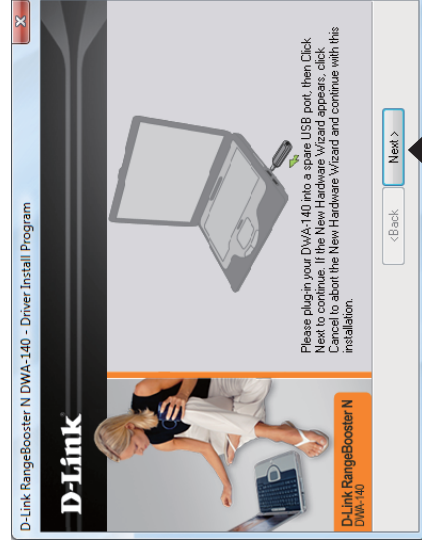 D-Link RangeBooster N DWA-140 - Driver Install Program
D-Link
Please plug-in your DWA-140 into a spare USB port, then Click
Next to continue. If the New Hardware Wizard appears, click
Cancel to abort the New Hardware Wizard and continue with this
installation.
D-Link RangeBooster N
DWA-140
<Back
Next >